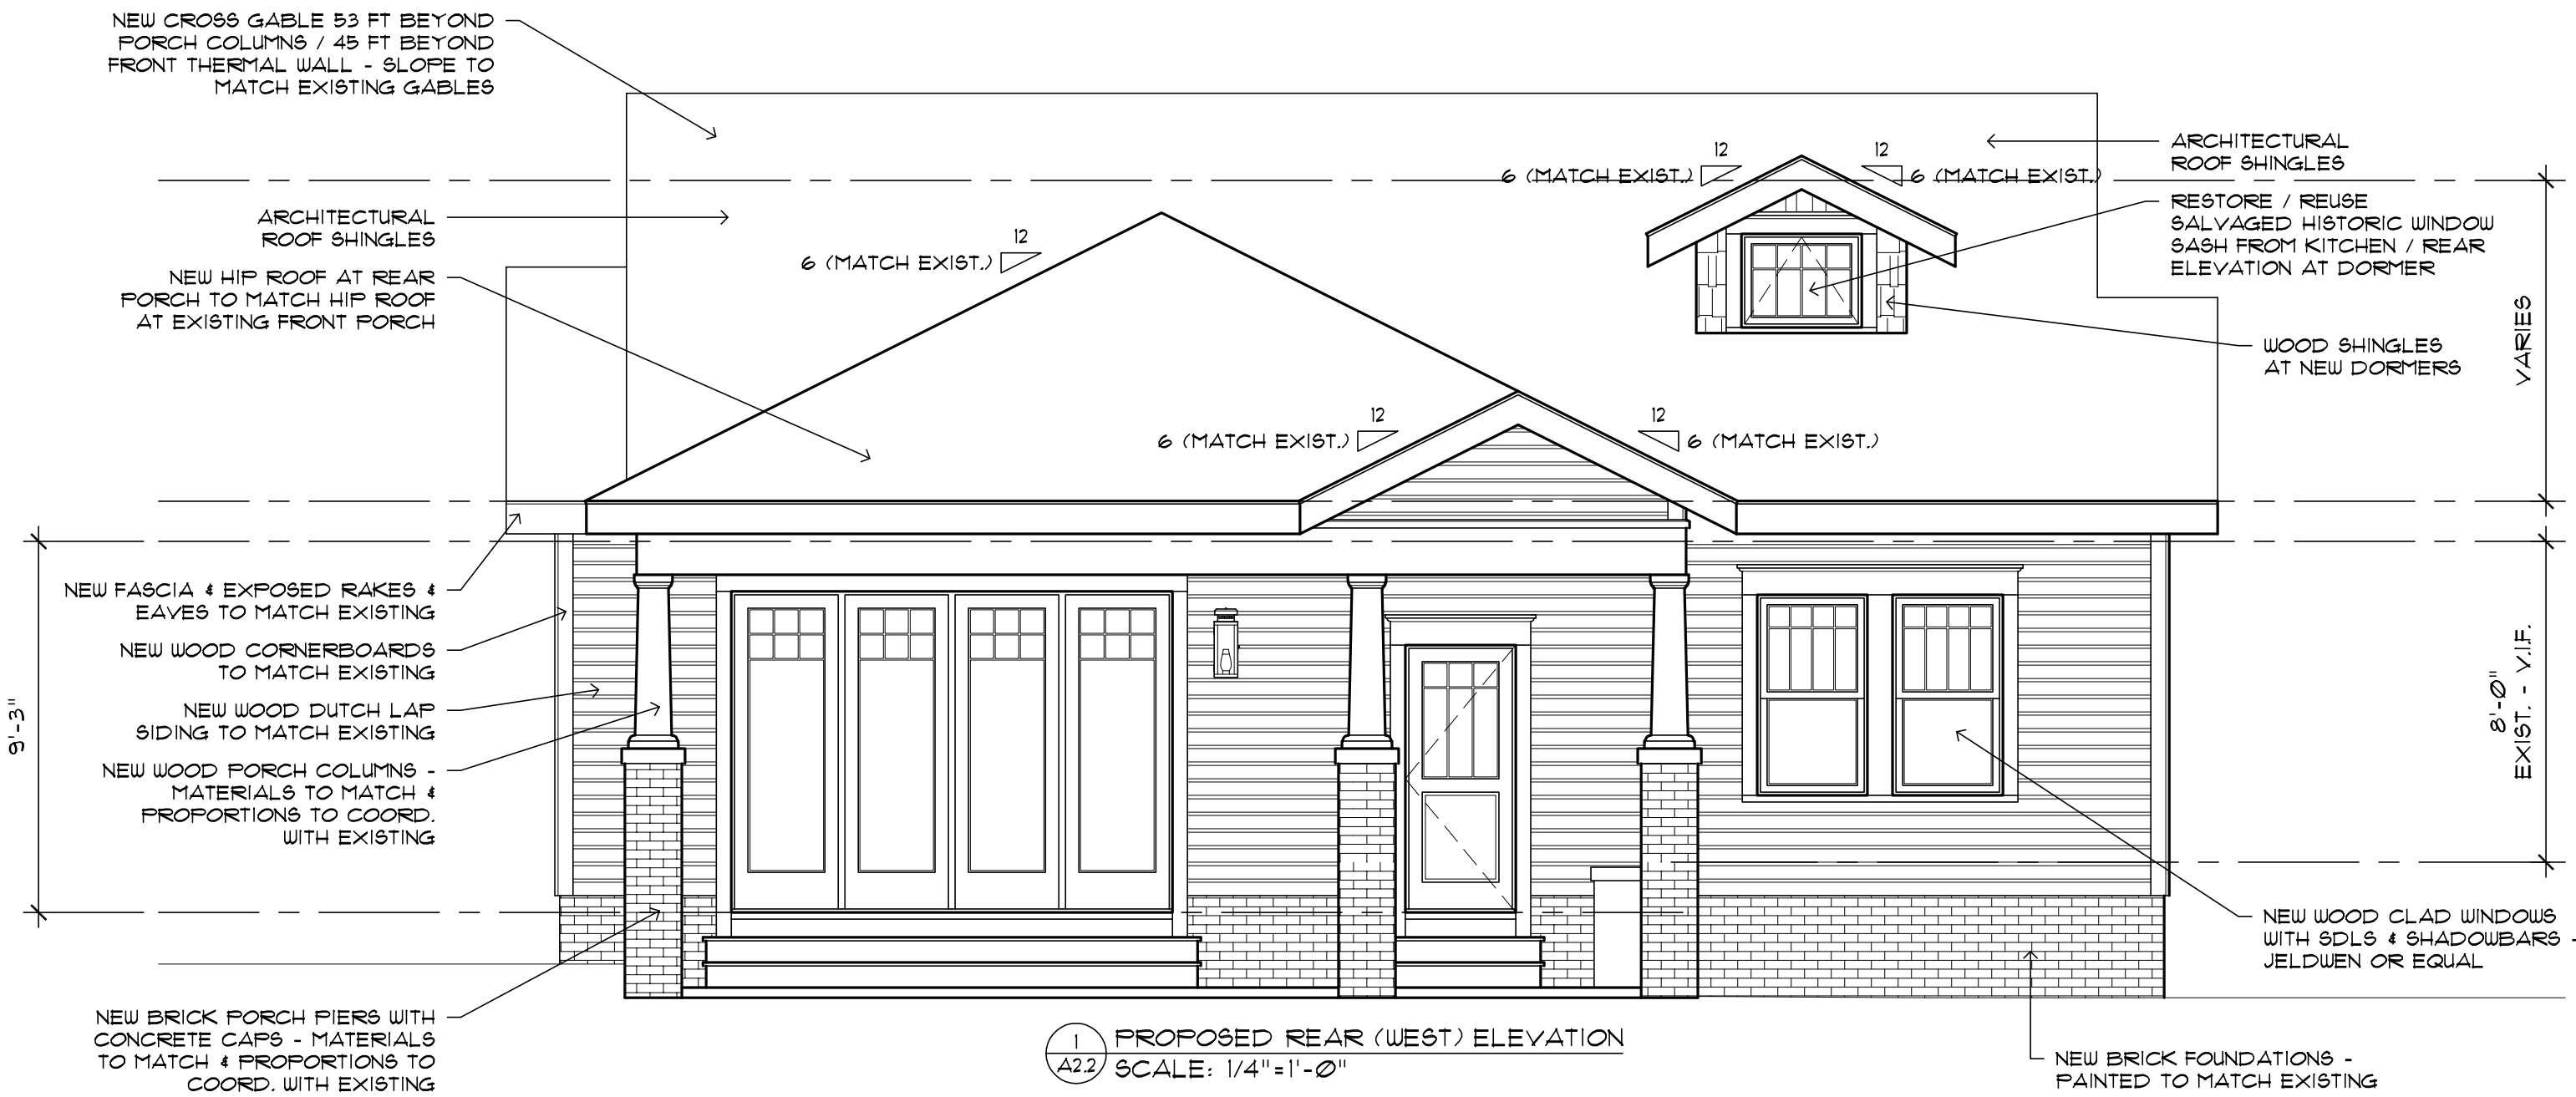 NEW CROSS GABLE 53 FT BEYOND
PORCH COLUMNS / 45 FT BEYOND
FRONT THERMAL WALL - SLOPE TO
MATCH EXISTING GABLES
ARCHITECTURAL
ROOF SHINGLES
NEW HIP ROOF AT REAR
PORCH TO MATCH HIP ROOF
AT EXISTING FRONT PORCH
NEW FASCIA & EXPOSED RAKES &
EAVES TO MATCH EXISTING
NEW WOOD CORNERBOARDS
TO MATCH EXISTING
NEW WOOD DUTCH LAP
SIDING TO MATCH EXISTING
NEW WOOD PORCH COLUMNS -
MATERIALS TO MATCH &
PROPORTIONS TO COORD.
WITH EXISTING
NEW BRICK PORCH PIERS WITH
CONCRETE CAPS - MATERIALS
TO MATCH & PROPORTIONS TO
COORD. WITH EXISTING
9'-3"
12
6 (MATCH EXIST.)
12
6 (MATCH EXIST.)
12
6 (MATCH EXIST.)
12
6 (MATCH EXIST.)
12
6 (MATCH EXIST.)
ARCHITECTURAL
ROOF SHINGLES
RESTORE / REUSE
SALVAGED HISTORIC WINDOW
SASH FROM KITCHEN / REAR
ELEVATION AT DORMER
WOOD SHINGLES
AT NEW DORMERS
VARIES
8'-0"
EXIST. - V.I.F.
NEW WOOD CLAD WINDOWS
WITH SDLS & SHADOWBARS -
JELDWEN OR EQUAL
NEW BRICK FOUNDATIONS -
PAINTED TO MATCH EXISTING
1
A2.2
PROPOSED REAR (WEST) ELEVATION
SCALE: 1/4"=1'-0"